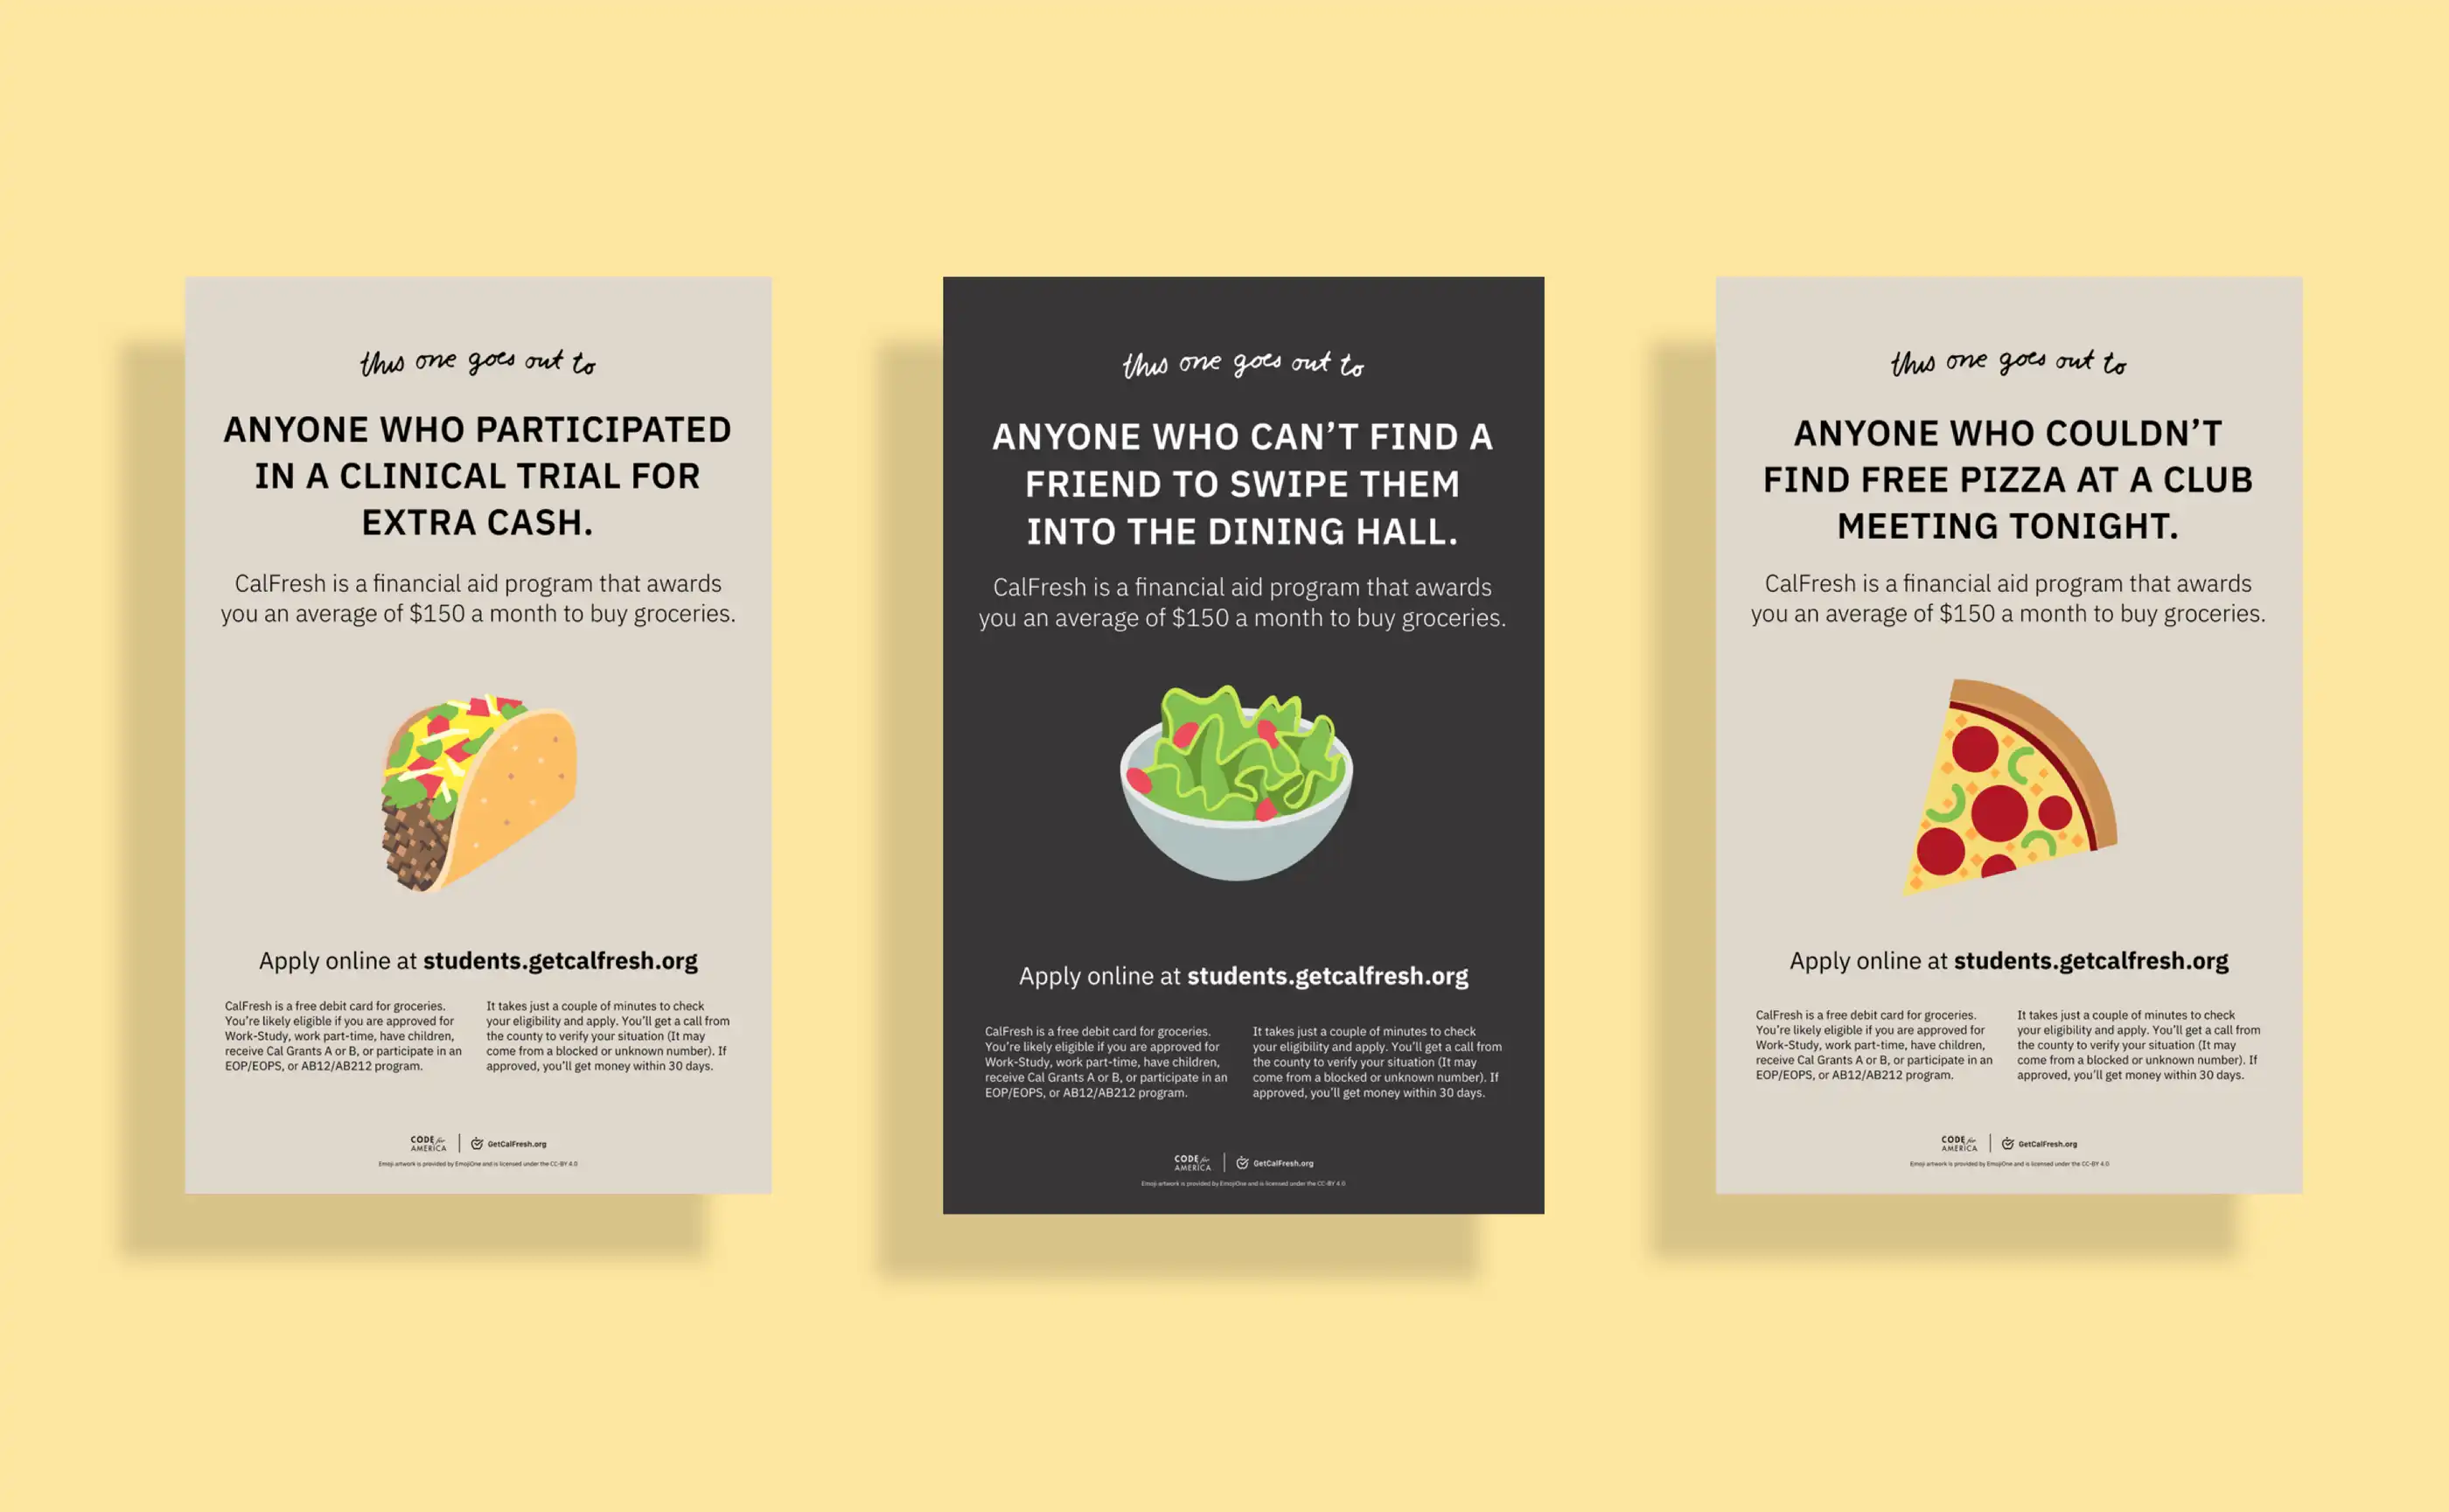 this one goes out to
ANYONE WHO PARTICIPATED
IN A CLINICAL TRIAL FOR
EXTRA CASH.
CalFresh is a financial aid program that awards
you an average of $150 a month to buy groceries.
Apply online at students.getcalfresh.org
CalFresh is a free debit card for groceries.
You're likely eligible if you are approved for
Work-Study, work part-time, have children,
receive Cal Grants A or B, or participate in an
EOP/EOPS, or AB12/AB212 program.
It takes just a couple of minutes to check
your eligibility and apply. You'll get a call from
the county to verify your situation (It may
come from a blocked or unknown number). If
approved, you'll get money within 30 days.
CODE for
AMERICA
GetCalFresh.org
Emoji artwork is provided by EmojiOne and is licensed under the CC-BY 4.0
this one goes out to
ANYONE WHO CAN'T FIND A
FRIEND TO SWIPE THEM
INTO THE DINING HALL.
CalFresh is a financial aid program that awards
you an average of $150 a month to buy groceries.
Apply online at students.getcalfresh.org
CalFresh is a free debit card for groceries.
You're likely eligible if you are approved for
Work-Study, work part-time, have children,
receive Cal Grants A or B, or participate in an
EOP/EOPS, or AB12/AB212 program.
It takes just a couple of minutes to check
your eligibility and apply. You'll get a call from
the county to verify your situation (It may
come from a blocked or unknown number). If
approved, you'll get money within 30 days.
CODE for
AMERICA
GetCalFresh.org
Emoji artwork is provided by EmojiOne and is licensed under the CC-BY 4.0
this one goes out to
ANYONE WHO COULDN'T
FIND FREE PIZZA AT A CLUB
MEETING TONIGHT.
CalFresh is a financial aid program that awards
you an average of $150 a month to buy groceries.
Apply online at students.getcalfresh.org
CalFresh is a free debit card for groceries.
You're likely eligible if you are approved for
Work-Study, work part-time, have children,
receive Cal Grants A or B, or participate in an
EOP/EOPS, or AB12/AB212 program.
It takes just a couple of minutes to check
your eligibility and apply. You'll get a call from
the county to verify your situation (It may
come from a blocked or unknown number). If
approved, you'll get money within 30 days.
CODE for
AMERICA
GetCalFresh.org
Emoji artwork is provided by EmojiOne and is licensed under the CC-BY 4.0